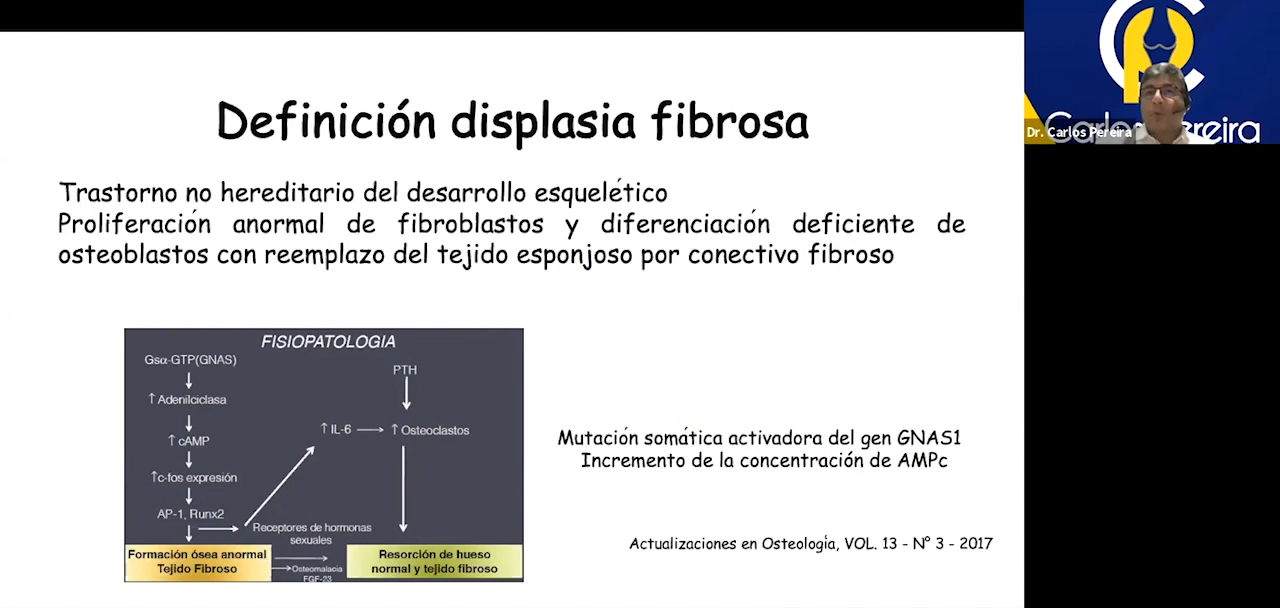 Definición displasia fibrosa
Trastorno no hereditario del desarrollo esquelético
Proliferación anormal de fibroblastos y diferenciación deficiente de
osteoblastos con reemplazo del tejido esponjoso por conectivo fibroso
FISIOPATOLOGIA
Gsα-GTP(GNAS)
↑ Adenilciclasa
↑ cAMP
↑c-fos expresión
AP-1, Runx2
PTH
↑ IL-6
↑ Osteoclastos
Receptores de hormonas
sexuales
Formación ósea anormal
Tejido Fibroso
Osteomalacia
FGF-23
Resorción de hueso
normal y tejido fibroso
Mutación somática activadora del gen GNAS1
Incremento de la concentración de AMPc
Actualizaciones en Osteología, VOL. 13 - N° 3 - 2017
Dr. Carlos Pereira